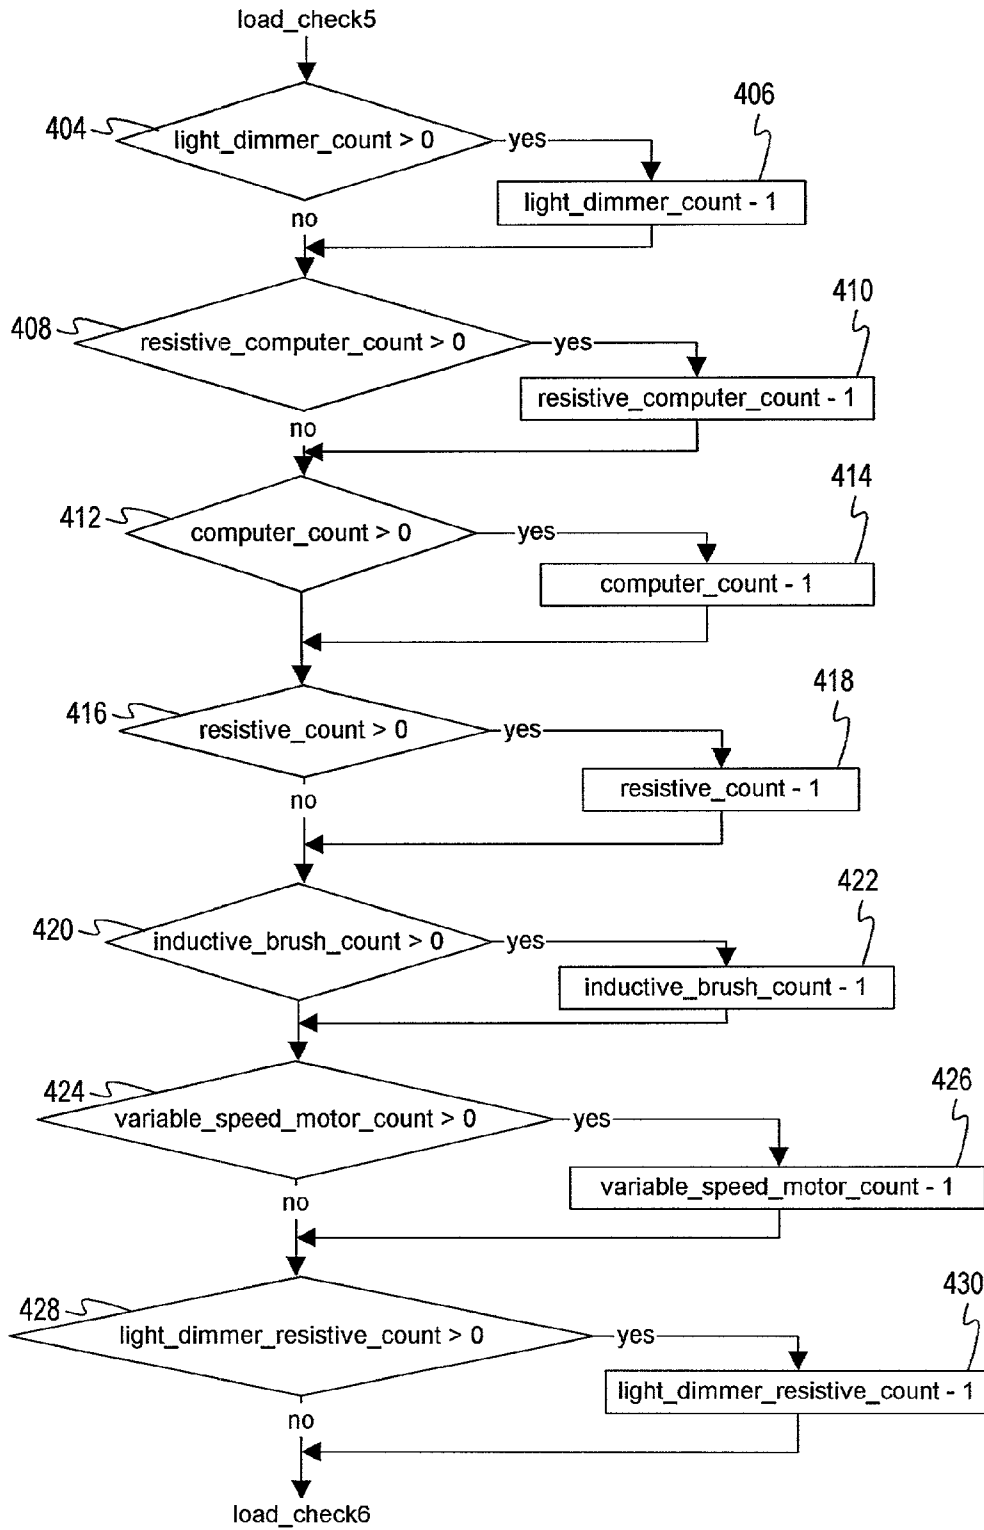 load_check5
404
light_dimmer_count > 0
yes
406
light_dimmer_count - 1
no
408
resistive_computer_count > 0
yes
410
resistive_computer_count - 1
no
412
computer_count > 0
yes
414
computer_count - 1
416
resistive_count > 0
yes
418
resistive_count - 1
no
420
inductive_brush_count > 0
yes
422
inductive_brush_count - 1
424
variable_speed_motor_count > 0
yes
426
variable_speed_motor_count - 1
no
428
light_dimmer_resistive_count > 0
yes
430
light_dimmer_resistive_count - 1
no
load_check6